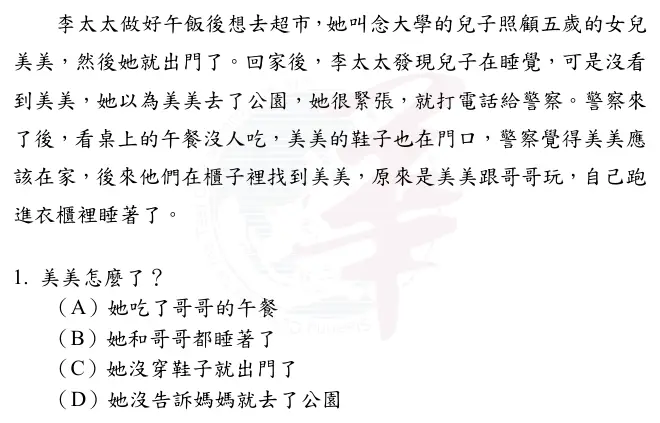 李太太做好午飯後想去超市，她叫念大學的兒子照顧五歲的女兒
美美，然後她就出門了。回家後，李太太發現兒子在睡覺，可是沒看
到美美，她以為美美去了公園，她很緊張，就打電話給警察。警察來
了後，看桌上的午餐沒人吃，美美的鞋子也在門口，警察覺得美美應
該在家，後來他們在櫃子裡找到美美，原來是美美跟哥哥玩，自己跑
進衣櫃裡睡著了。
1. 美美怎麼了？
（A）她吃了哥哥的午餐
（B）她和哥哥都睡著了
（C）她沒穿鞋子就出門了
（D）她沒告訴媽媽就去了公園